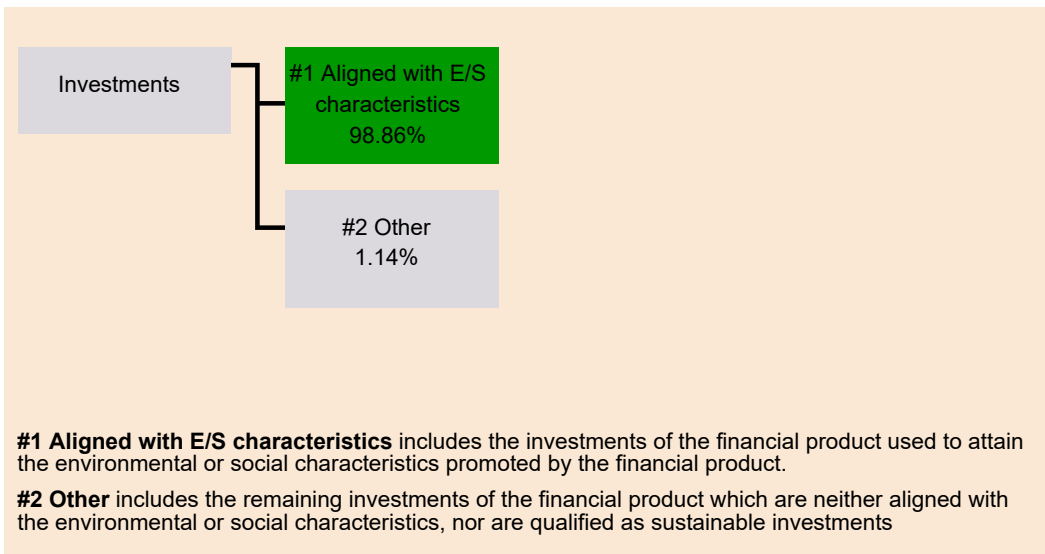 Investments
#1 Aligned with E/S
characteristics
98.86%
#2 Other
1.14%
#1 Aligned with E/S characteristics includes the investments of the financial product used to attain
the environmental or social characteristics promoted by the financial product.
#2 Other includes the remaining investments of the financial product which are neither aligned with
the environmental or social characteristics, nor are qualified as sustainable investments